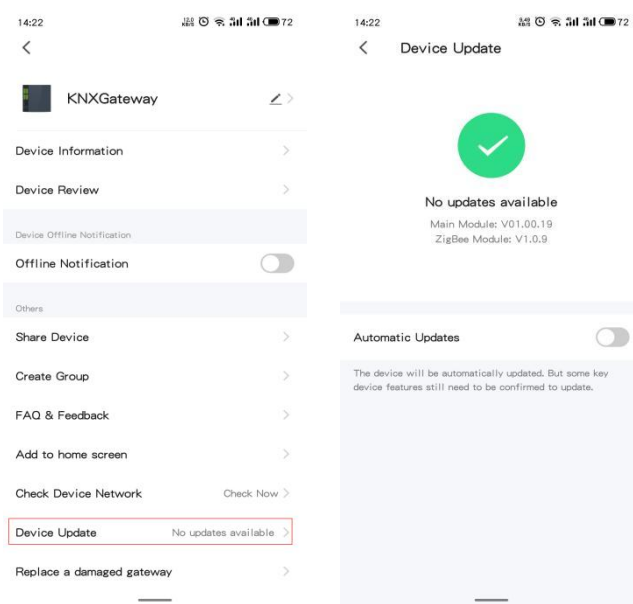 14:22
72
KNXGateway
Device Information
Device Review
Device Offline Notification
Offline Notification
Others
Share Device
Create Group
FAQ & Feedback
Add to home screen
Check Device Network Check Now
Device Update No updates available
Replace a damaged gateway
14:22
72
Device Update
No updates available
Main Module: V01.00.19
ZigBee Module: V1.0.9
Automatic Updates
The device will be automatically updated. But some key
device features still need to be confirmed to update.